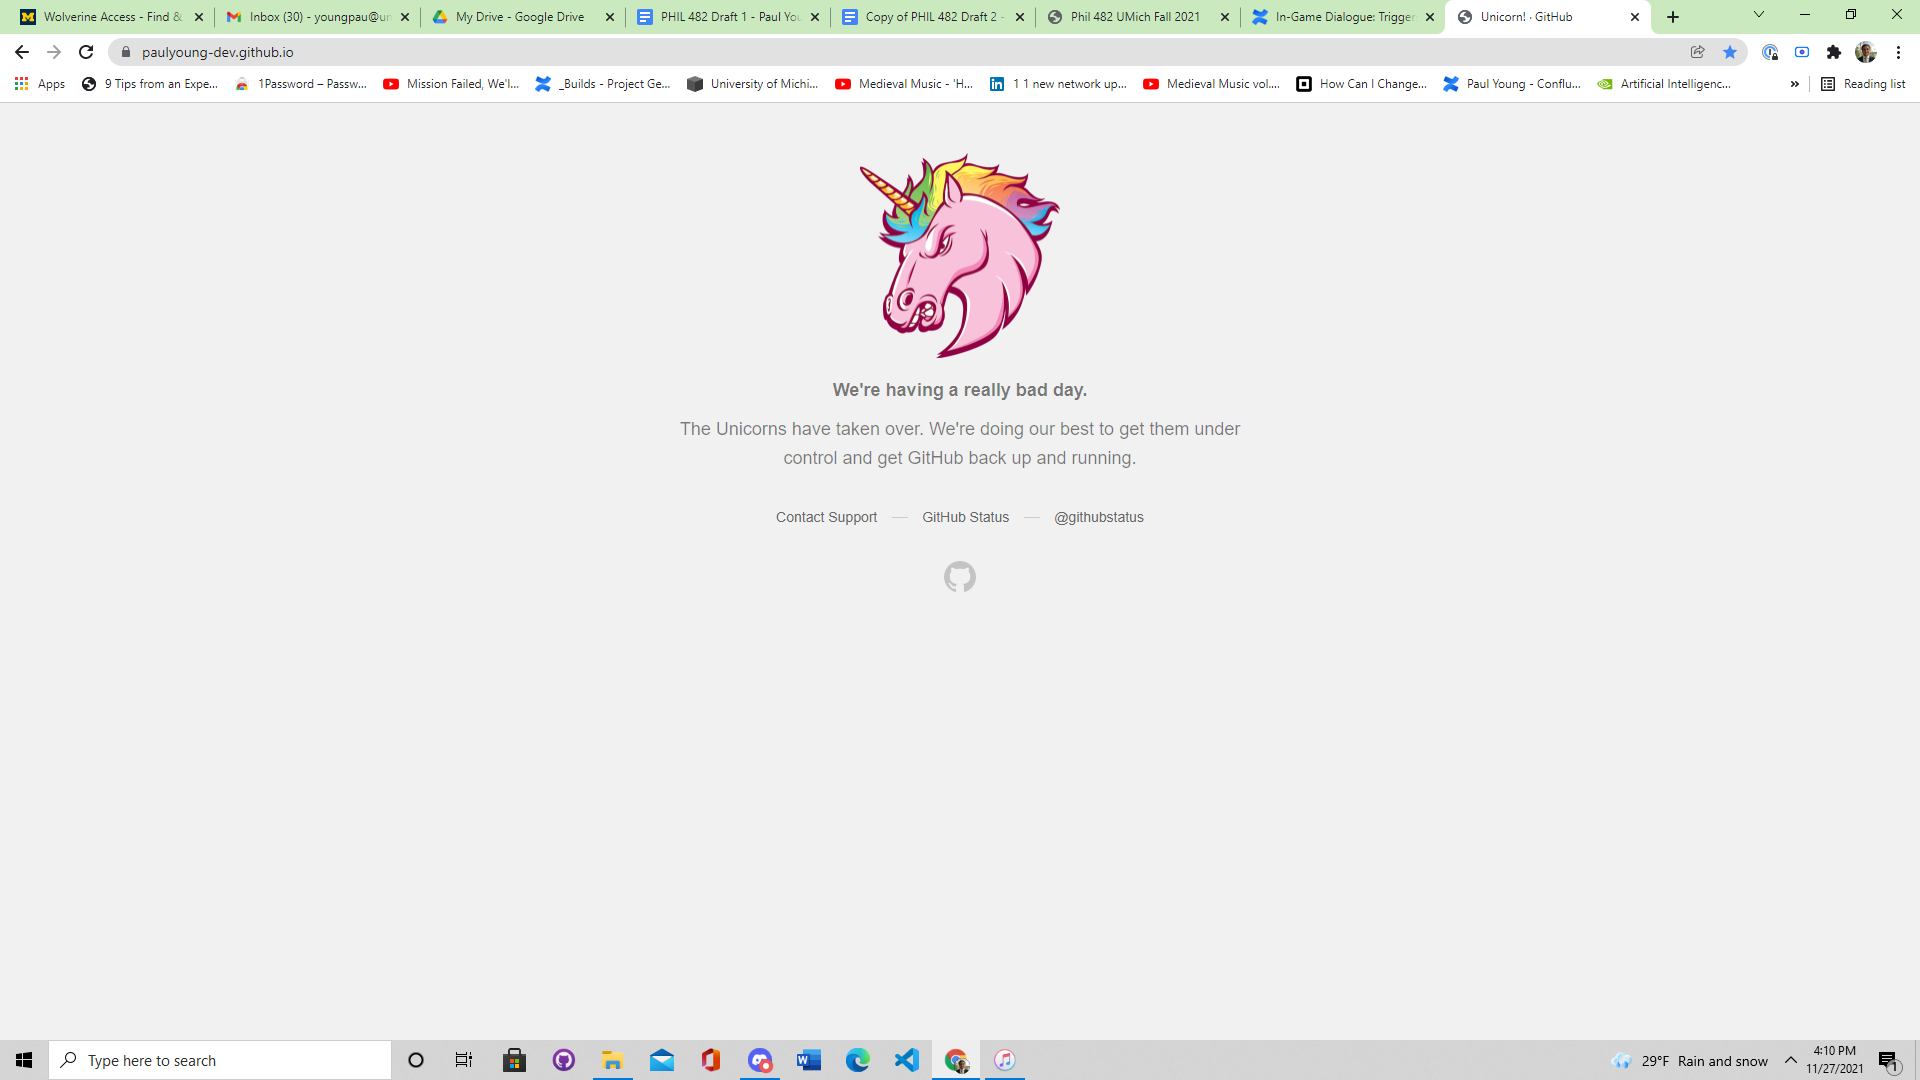 Wolverine Access - Find &
Inbox (30) - youngpau@um
My Drive - Google Drive
PHIL 482 Draft 1 - Paul You
Copy of PHIL 482 Draft 2 -
Phil 482 UMich Fall 2021
In-Game Dialogue: Trigger
Unicorn! · GitHub
paulyoung-dev.github.io
Apps
9 Tips from an Expe...
1Password – Passw...
Mission Failed, We'l...
_Builds - Project Ge...
University of Michi...
Medieval Music - 'H...
1 1 new network up...
Medieval Music vol....
How Can I Change...
Paul Young - Conflu...
Artificial Intelligenc...
»
Reading list
We're having a really bad day.
The Unicorns have taken over. We're doing our best to get them under
control and get GitHub back up and running.
Contact Support — GitHub Status — @githubstatus
Type here to search
29°F Rain and snow
4:10 PM
11/27/2021
1